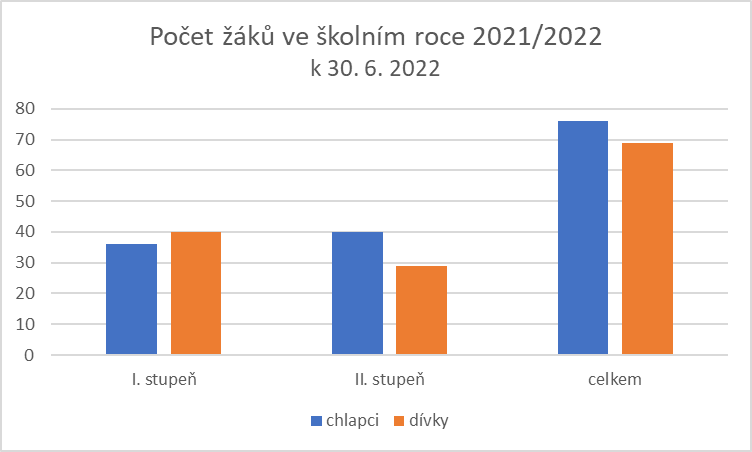 Počet žáků ve školním roce 2021/2022
k 30. 6. 2022
80
70
60
50
40
30
20
10
0
I. stupeň
II. stupeň
celkem
chlapci
dívky